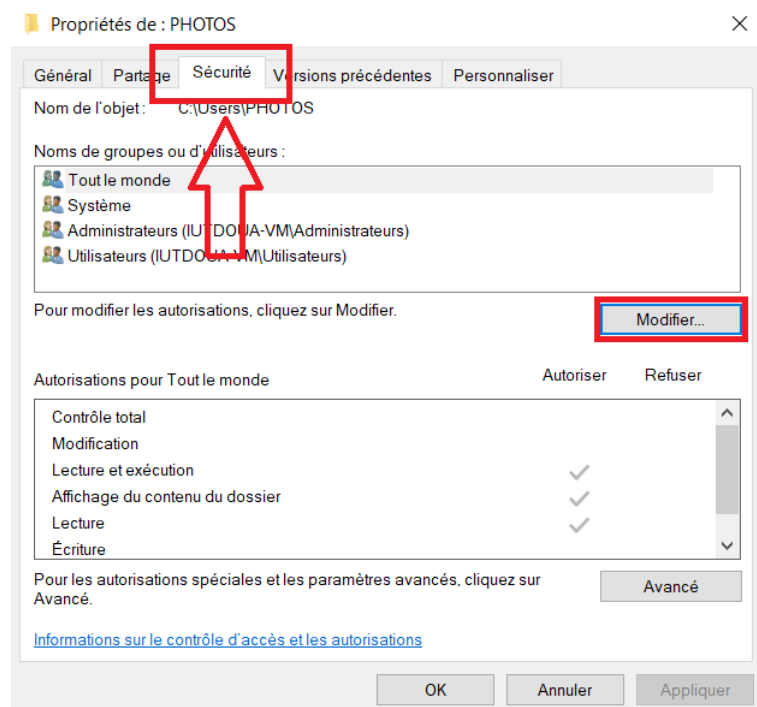 Propriétés de : PHOTOS
Général Partage Sécurité Versions précédentes Personnaliser
Nom de l'objet : C:\Users\PHOTOS
Noms de groupes ou d'utilisateurs :
Tout le monde
Système
Administrateurs (IUTDOUA-VM\Administrateurs)
Utilisateurs (IUTDOUA-VM\Utilisateurs)
Pour modifier les autorisations, cliquez sur Modifier.
Modifier...
Autorisations pour Tout le monde Autoriser Refuser
Contrôle total
Modification
Lecture et exécution
Affichage du contenu du dossier
Lecture
Écriture
Pour les autorisations spéciales et les paramètres avancés, cliquez sur
Avancé.
Avancé
Informations sur le contrôle d'accès et les autorisations
OK Annuler Appliquer